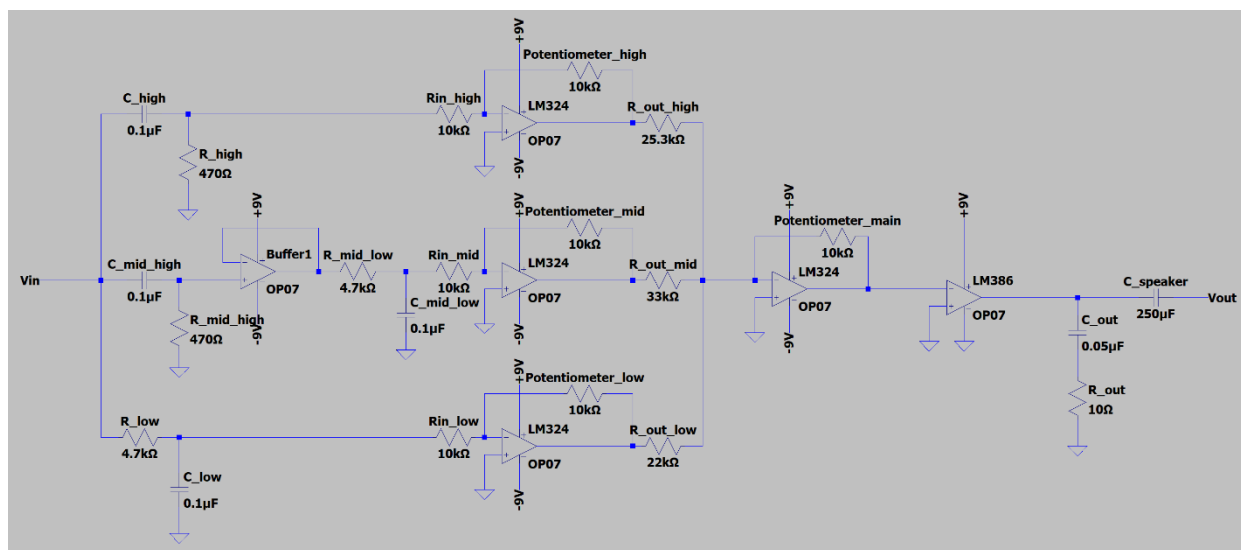 +9V
Potentiometer_high
10kΩ
C_high
0.1µF
Rin_high
10kΩ
LM324
OP07
R_out_high
25.3kΩ
R_high
470Ω
-9V
+9V
+9V
Potentiometer_mid
10kΩ
+9V
Potentiometer_main
10kΩ
+9V
Vin
C_mid_high
0.1µF
Buffer1
OP07
R_mid_low
4.7kΩ
Rin_mid
10kΩ
LM324
OP07
R_out_mid
33kΩ
LM324
OP07
LM386
OP07
C_speaker
250µF
Vout
R_mid_high
470Ω
-9V
C_mid_low
0.1µF
-9V
-9V
C_out
0.05µF
+9V
Potentiometer_low
10kΩ
R_out
10Ω
R_low
4.7kΩ
Rin_low
10kΩ
LM324
OP07
R_out_low
22kΩ
C_low
0.1µF
-9V